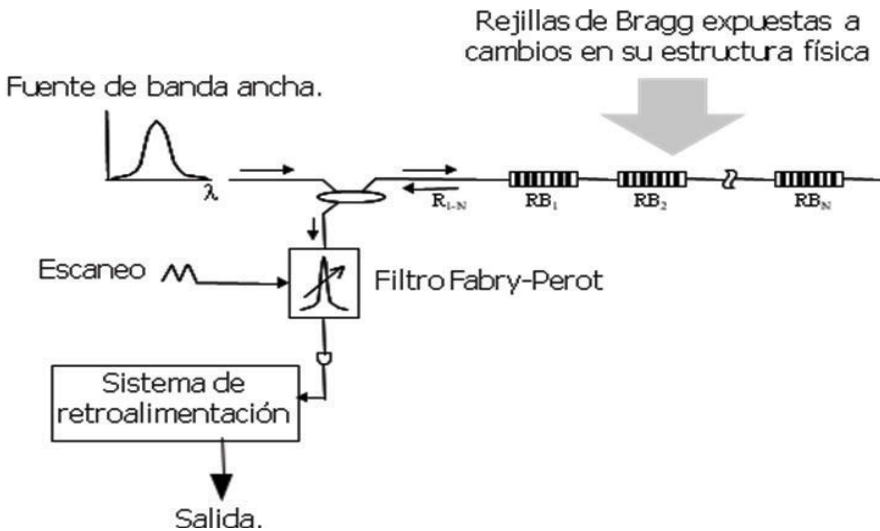 Rejillas de Bragg expuestas a
cambios en su estructura física
Fuente de banda ancha.
λ
R₁₋N
RB₁
RB₂
RBN
Escaneo
Filtro Fabry-Perot
Sistema de
retroalimentación
Salida.